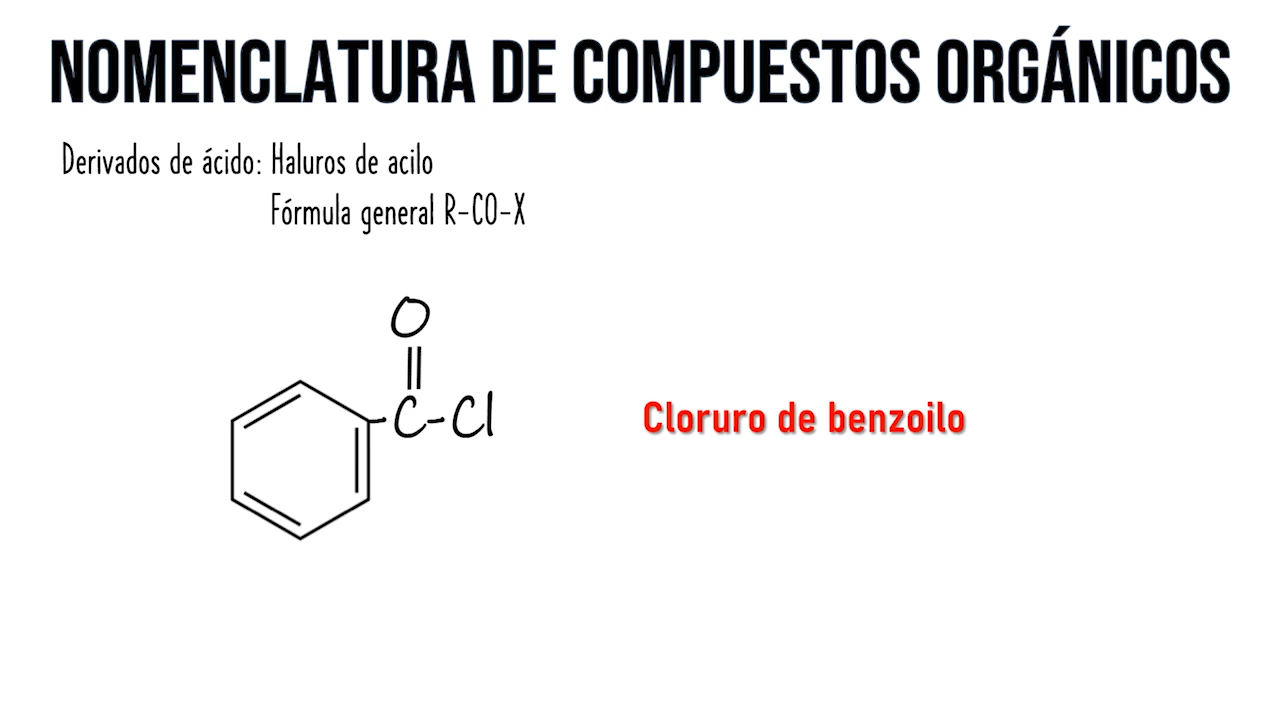 NOMENCLATURA DE COMPUESTOS ORGÁNICOS
Derivados de ácido: Haluros de acilo
Fórmula general R-CO-X
O
C-Cl
Cloruro de benzoilo